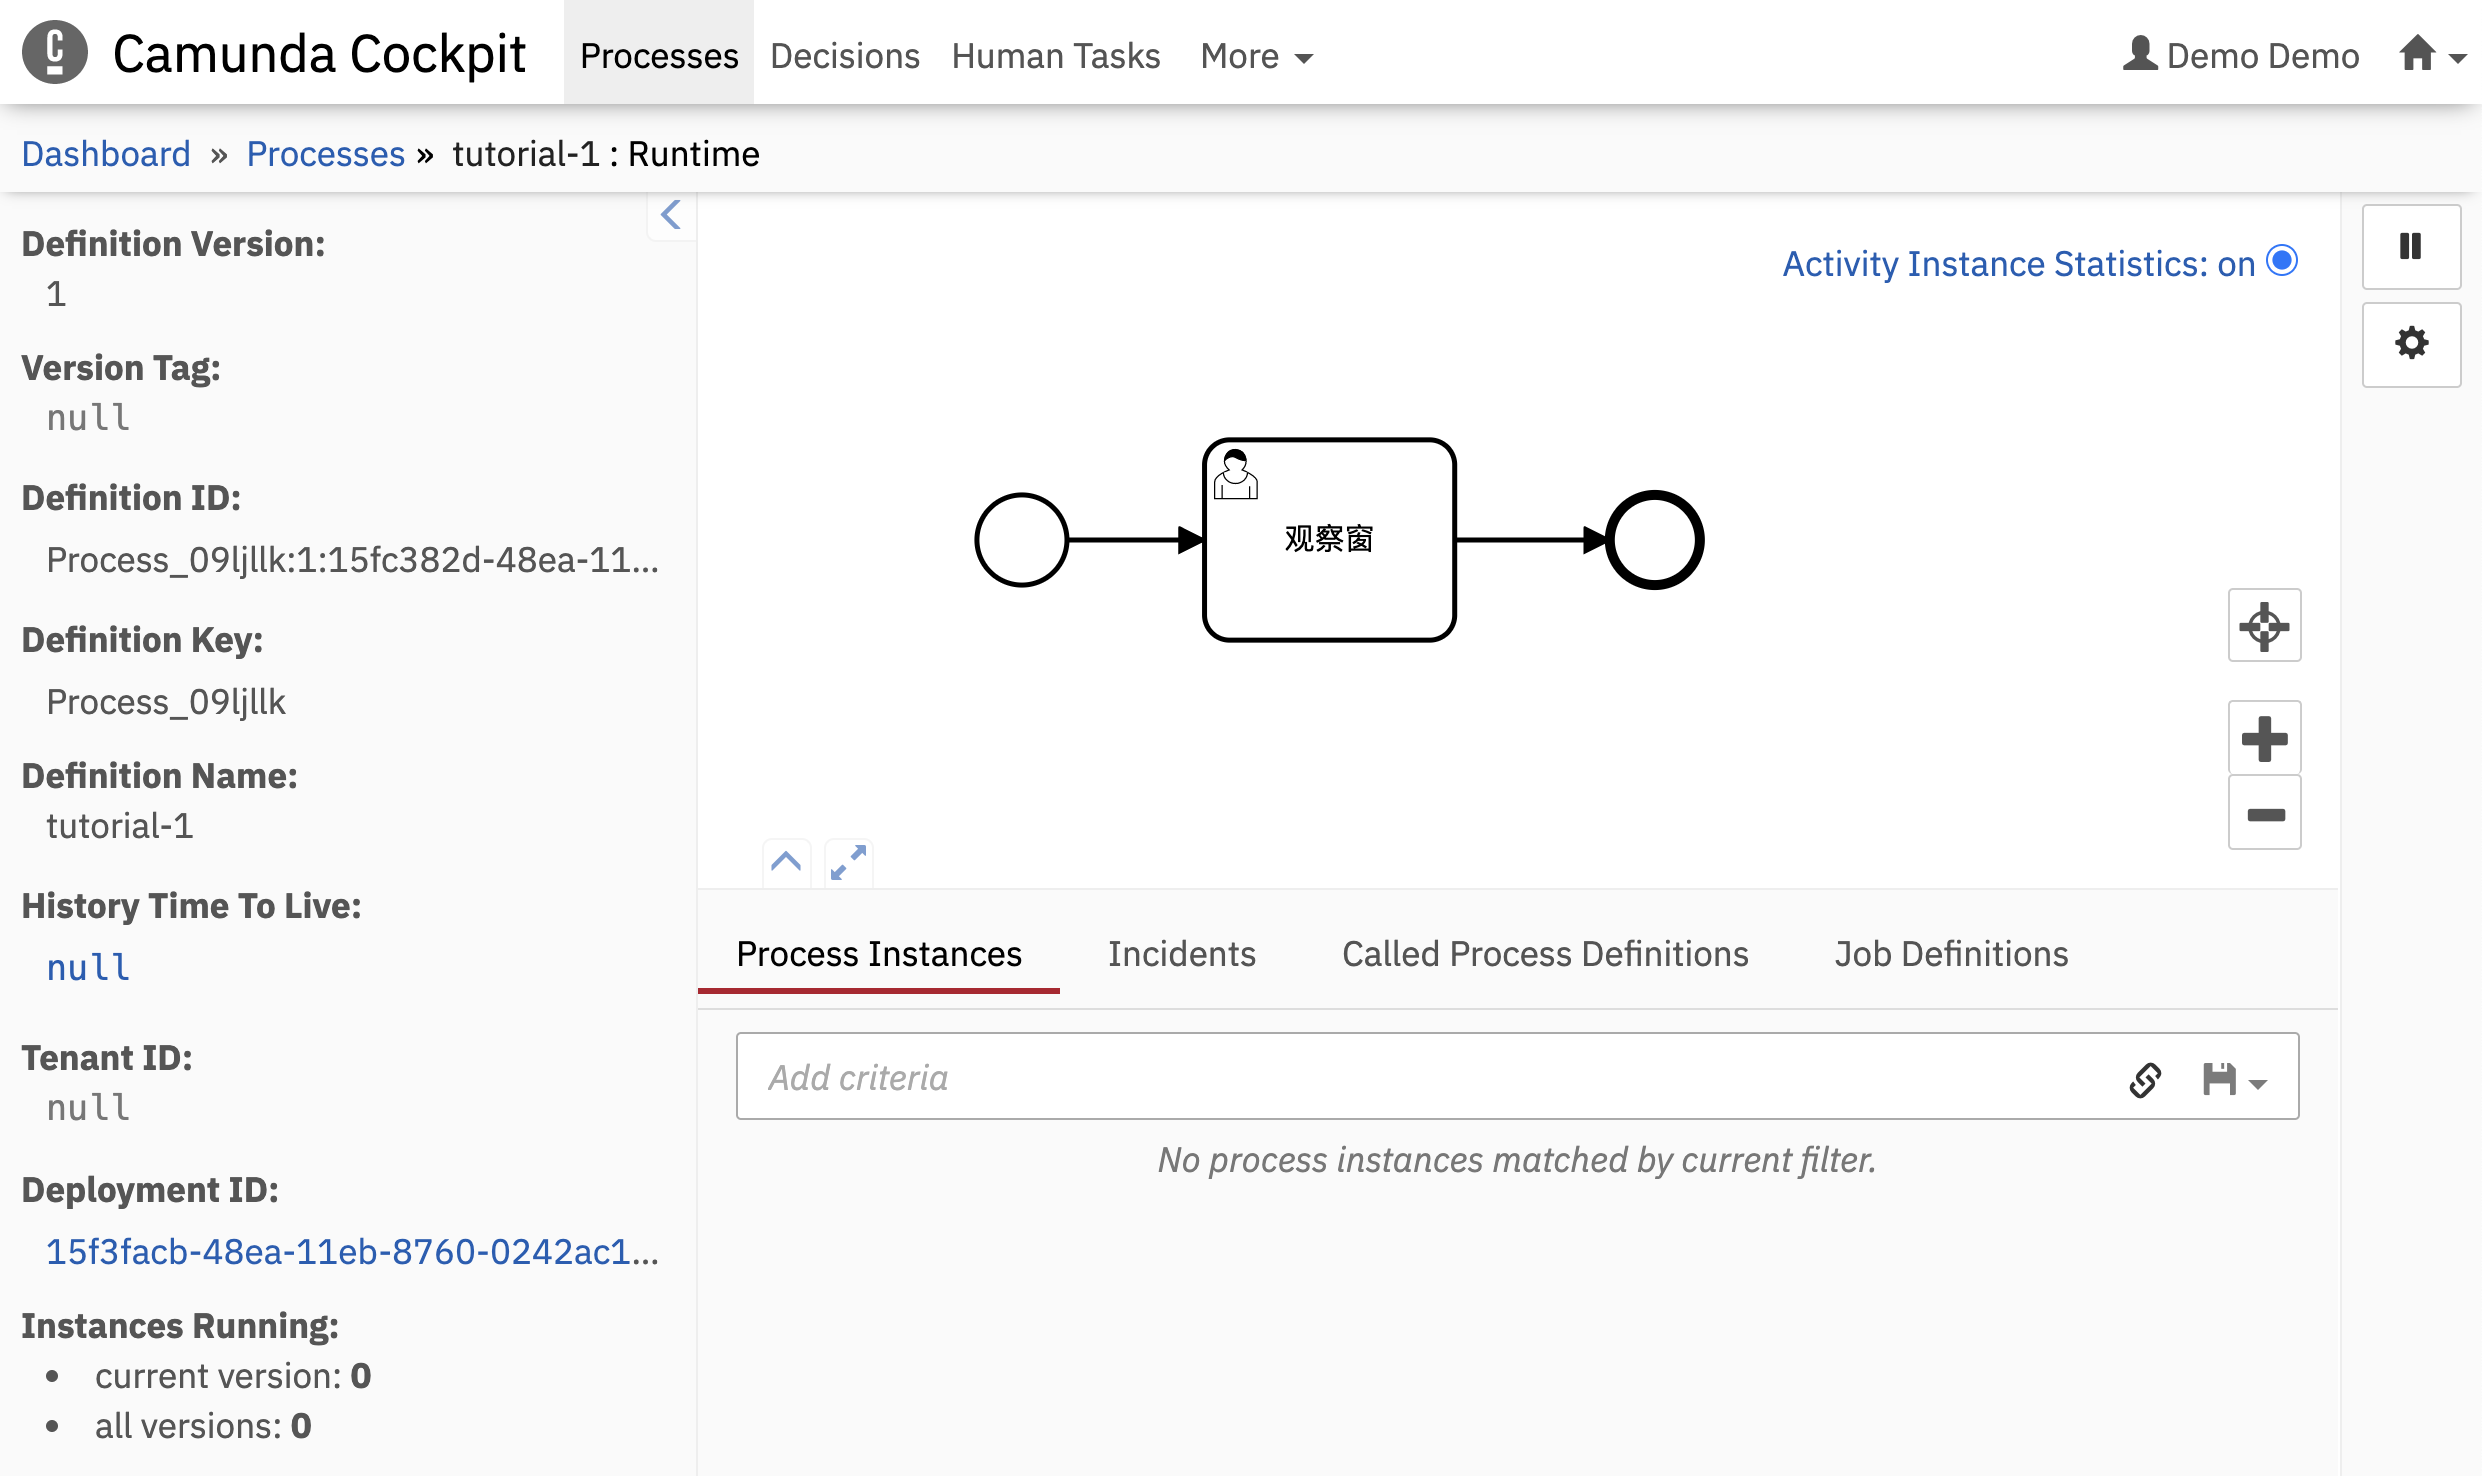 Camunda Cockpit
Processes
Decisions
Human Tasks
More
Demo Demo
Dashboard » Processes » tutorial-1 : Runtime
Definition Version:
1
Version Tag:
null
Definition ID:
Process_09ljllk:1:15fc382d-48ea-11...
Definition Key:
Process_09ljllk
Definition Name:
tutorial-1
History Time To Live:
null
Tenant ID:
null
Deployment ID:
15f3facb-48ea-11eb-8760-0242ac1...
Instances Running:
• current version: 0
• all versions: 0
Activity Instance Statistics: on
观察窗
Process Instances
Incidents
Called Process Definitions
Job Definitions
Add criteria
No process instances matched by current filter.